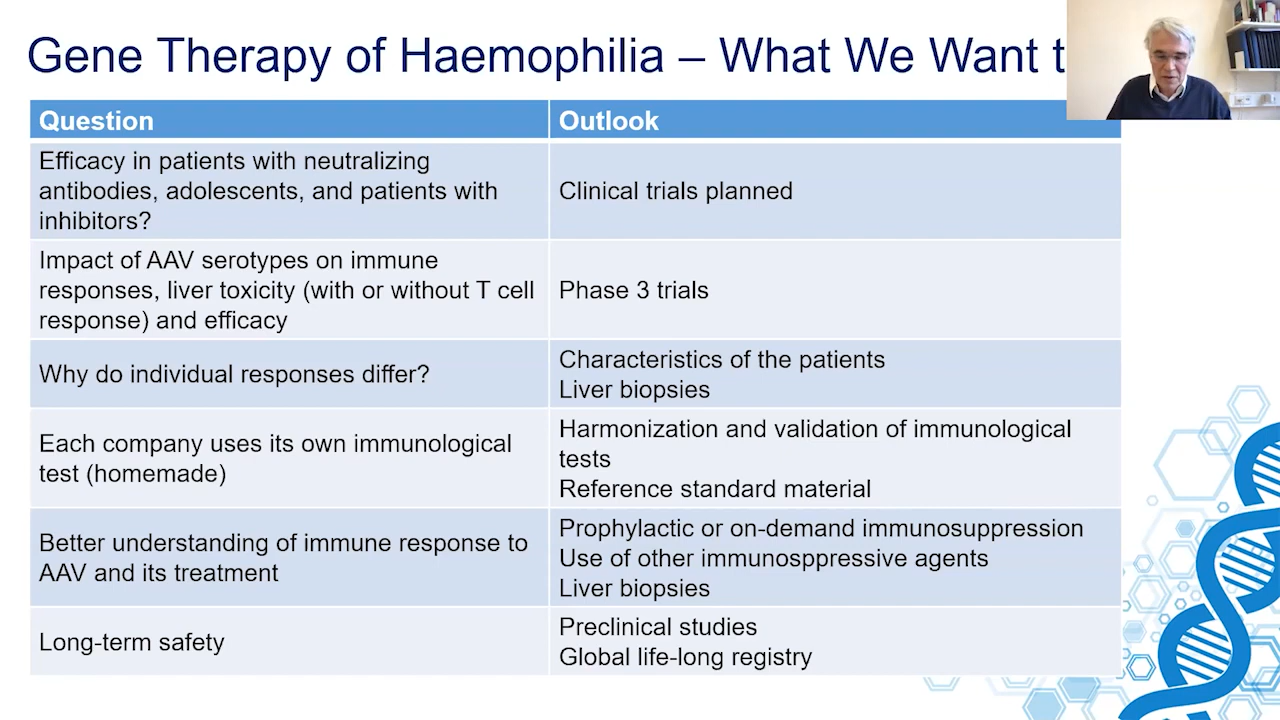 Gene Therapy of Haemophilia – What We Want t
Question
Outlook
Efficacy in patients with neutralizing
antibodies, adolescents, and patients with
inhibitors?
Clinical trials planned
Impact of AAV serotypes on immune
responses, liver toxicity (with or without T cell
response) and efficacy
Phase 3 trials
Why do individual responses differ?
Characteristics of the patients
Liver biopsies
Each company uses its own immunological
test (homemade)
Harmonization and validation of immunological
tests
Reference standard material
Better understanding of immune response to
AAV and its treatment
Prophylactic or on-demand immunosuppression
Use of other immunosppressive agents
Liver biopsies
Long-term safety
Preclinical studies
Global life-long registry